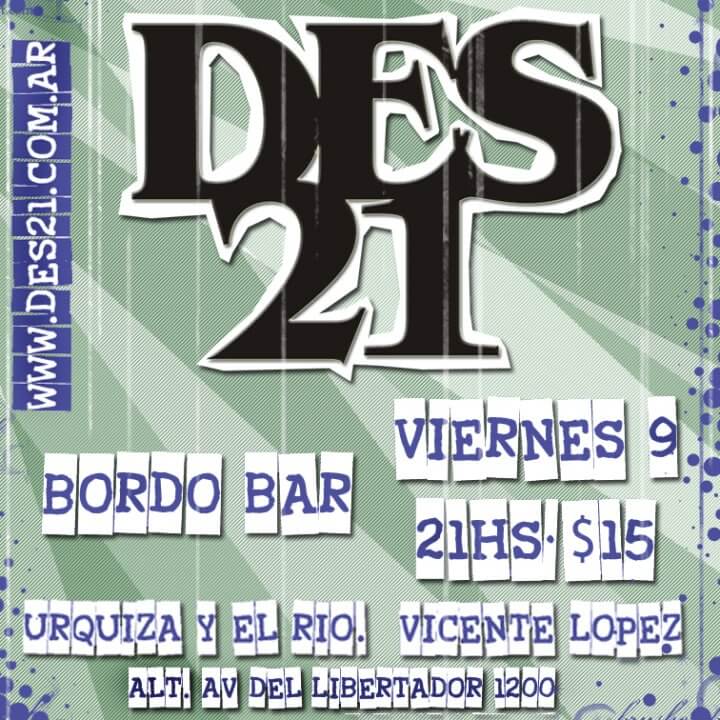 WWW.DES21.COM.AR
DES
21
BORDO BAR
VIERNES 9
21HS· $15
URQUIZA Y EL RIO. VICENTE LOPEZ
ALT. AV DEL LIBERTADOR 1200